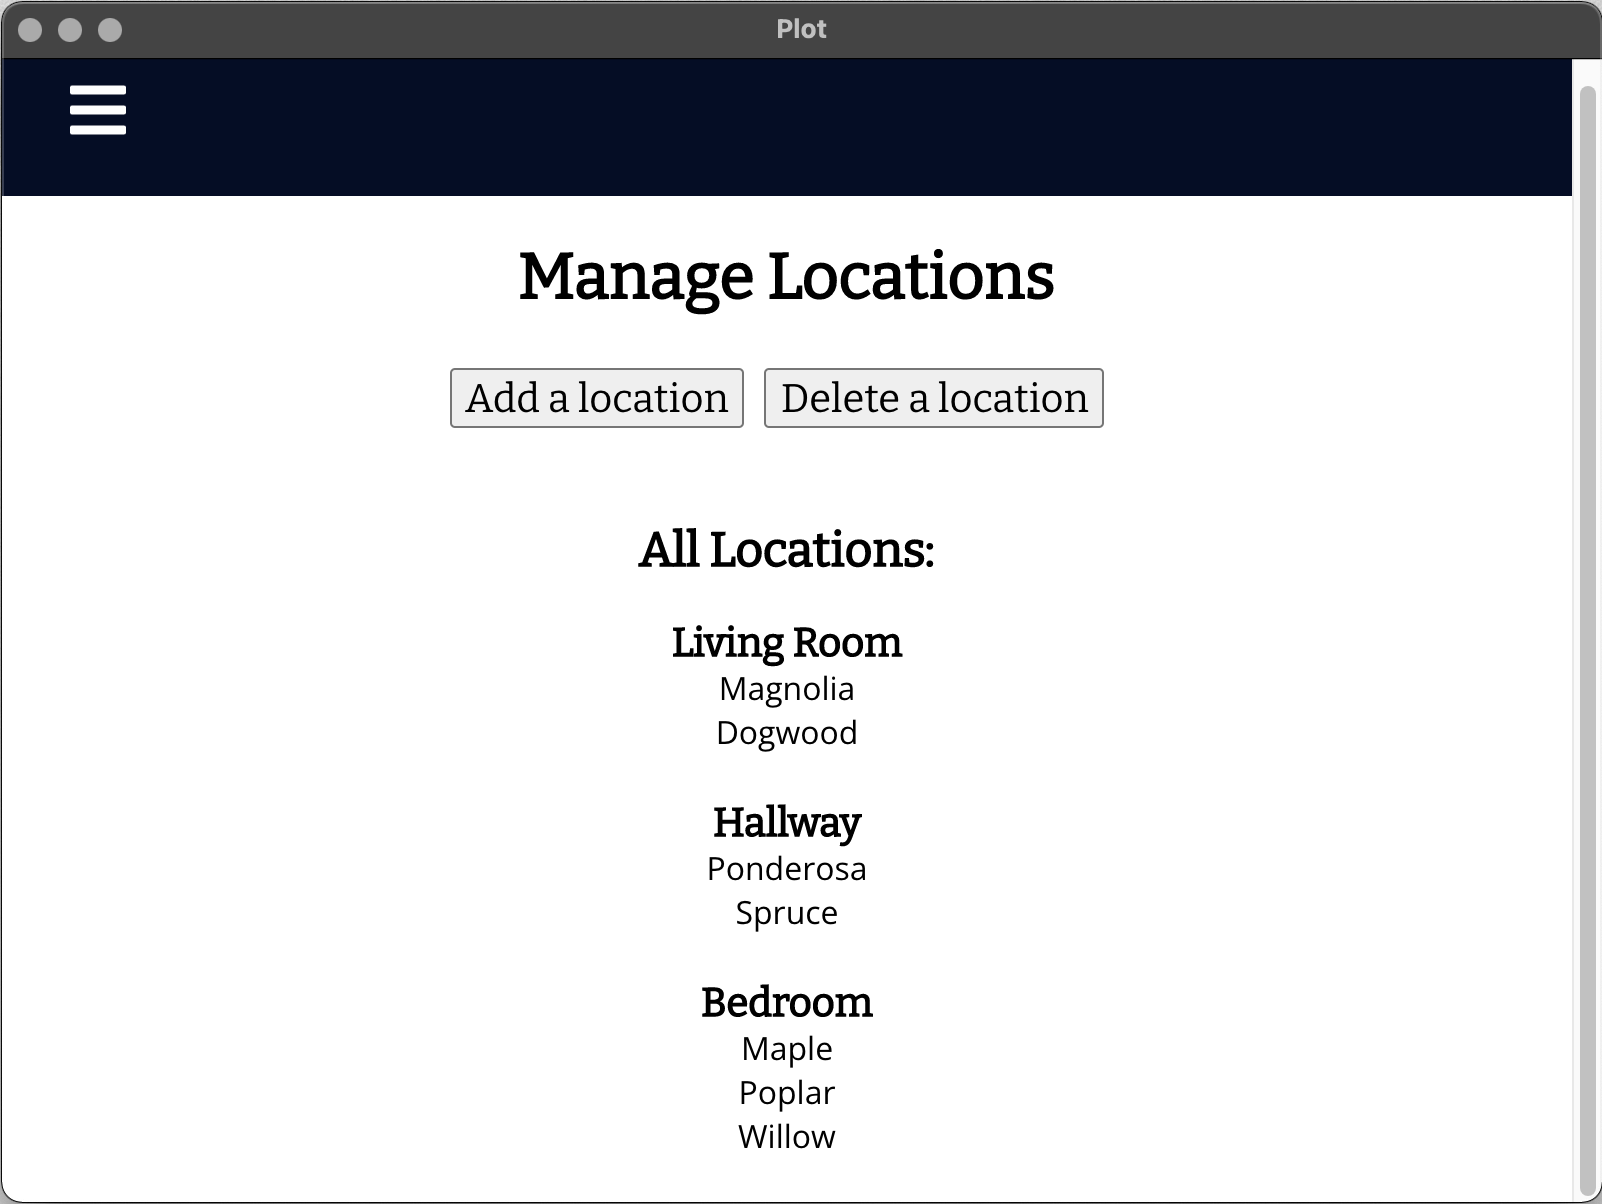 Plot
Manage Locations
Add a location Delete a location
All Locations:
Living Room
Magnolia
Dogwood
Hallway
Ponderosa
Spruce
Bedroom
Maple
Poplar
Willow